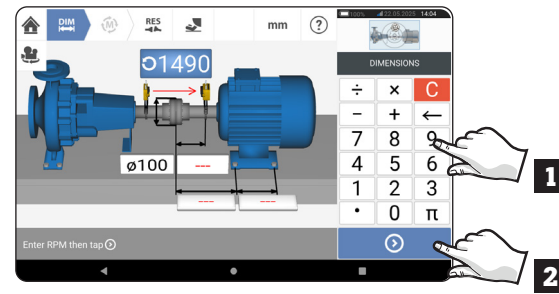 100% 22.05.2025 14:04
DIM
RES
mm
?
DIMENSIONS
1490
÷ × C
− + ←
7 8 9
4 5 6
1 2 3
• 0 π
ø100
---
--- ---
Enter RPM then tap
1
2